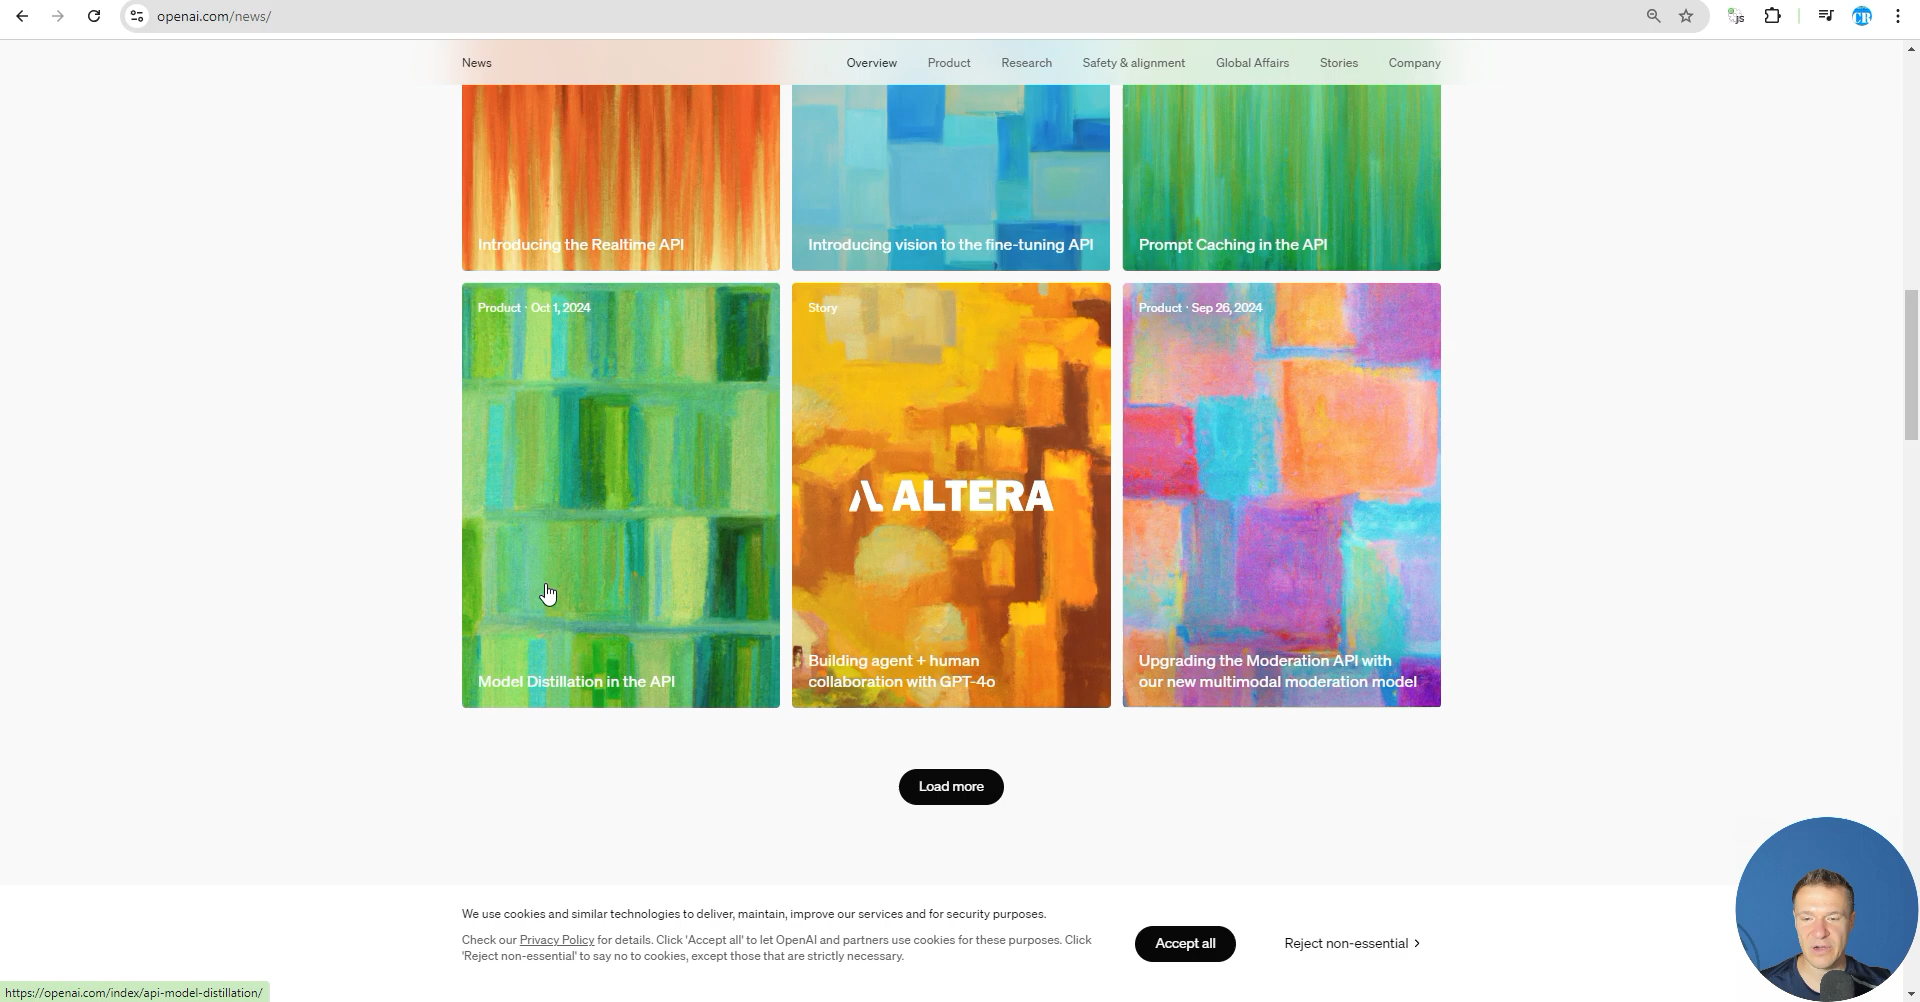 openai.com/news/
js
CR
News
Overview
Product
Research
Safety & alignment
Global Affairs
Stories
Company
Introducing the Realtime API
Introducing vision to the fine-tuning API
Prompt Caching in the API
Product · Oct 1, 2024
Model Distillation in the API
Story
ALTERA
Building agent + human
collaboration with GPT-4o
Product · Sep 26, 2024
Upgrading the Moderation API with
our new multimodal moderation model
Load more
We use cookies and similar technologies to deliver, maintain, improve our services and for security purposes.
Check our Privacy Policy for details. Click 'Accept all' to let OpenAI and partners use cookies for these purposes. Click
'Reject non-essential' to say no to cookies, except those that are strictly necessary.
Accept all
Reject non-essential
https://openai.com/index/api-model-distillation/